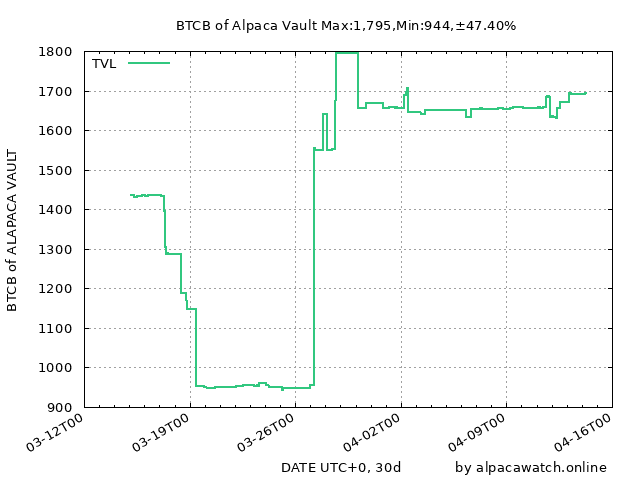 BTCB of Alpaca Vault Max:1,795,Min:944,±47.40%
TVL
BTCB of ALAPACA VAULT
1800
1700
1600
1500
1400
1300
1200
1100
1000
900
03-12T00
03-19T00
03-26T00
04-02T00
04-09T00
04-16T00
DATE UTC+0, 30d
by alpacawatch.online